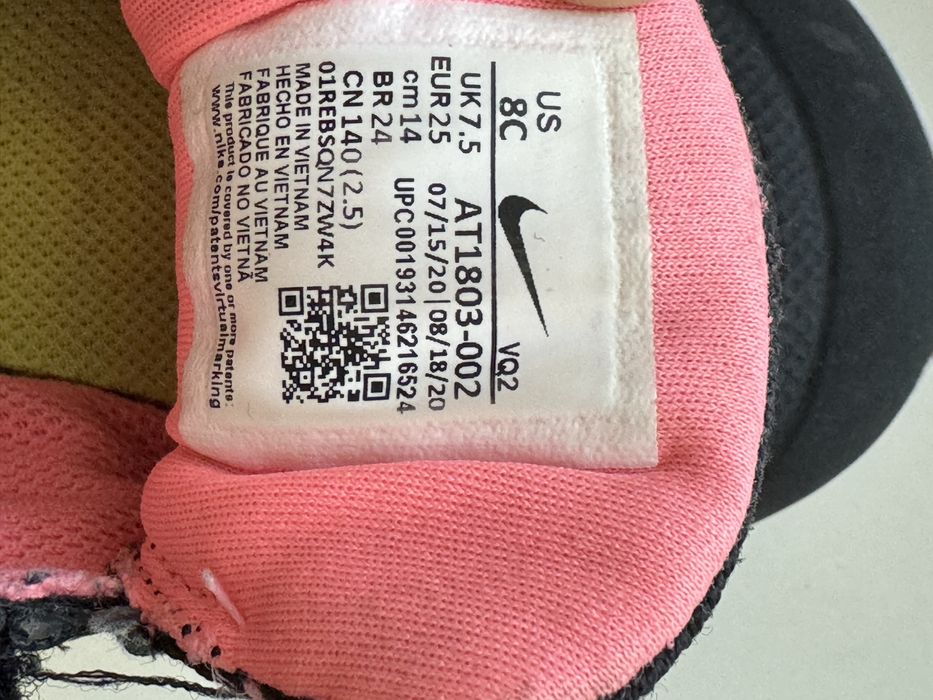 US
8C
VQ2
UK 7.5 AT1803-002
EUR 25 07/15/20|08/18/20
cm 14 UPC00193146216524
BR 24
CN 140(2.5)
01REBSQN7ZW4K
MADE IN VIETNAM
HECHO EN VIETNAM
FABRIQUE AU VIETNAM
FABRICADO NO VIETNÃ
This product is covered by one or more patents:
www.nike.com/patentsvirtualmarking